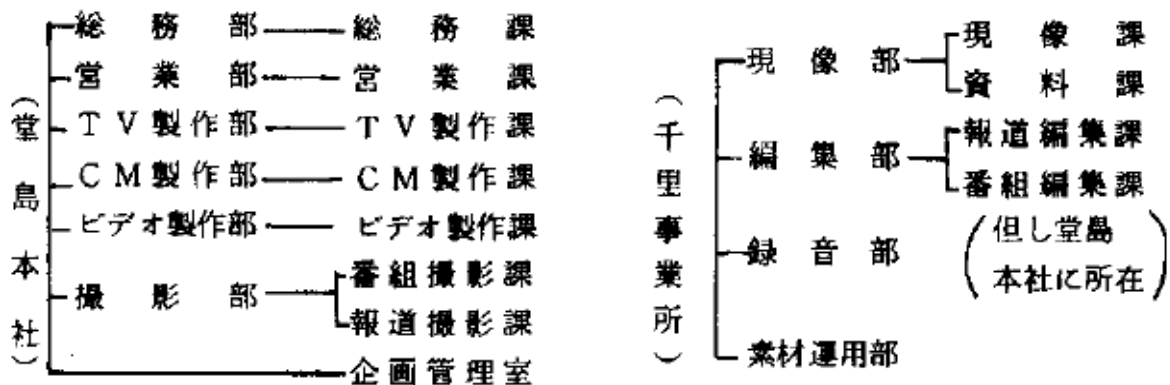 (堂島本社)
総務部 総務課
営業部 営業課
TV製作部 TV製作課
CM製作部 CM製作課
ビデオ製作部 ビデオ製作課
撮影部 番組撮影課
報道撮影課
企画管理室
(千里事業所)
現像部 現像課
資料課
編集部 報道編集課
番組編集課
(但し堂島
本社に所在)
録音部
素材運用部